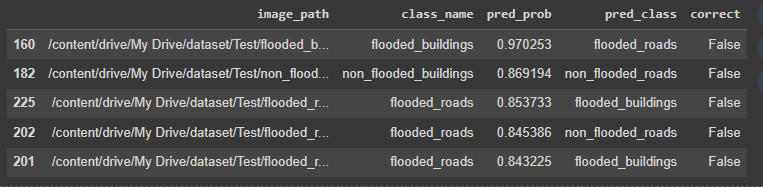 image_path class_name pred_prob pred_class correct
160 /content/drive/My Drive/dataset/Test/flooded_b... flooded_buildings 0.970253 flooded_roads False
182 /content/drive/My Drive/dataset/Test/non_flood... non_flooded_buildings 0.869194 non_flooded_roads False
225 /content/drive/My Drive/dataset/Test/flooded_r... flooded_roads 0.853733 flooded_buildings False
202 /content/drive/My Drive/dataset/Test/flooded_r... flooded_roads 0.845386 non_flooded_roads False
201 /content/drive/My Drive/dataset/Test/flooded_r... flooded_roads 0.843225 flooded_buildings False